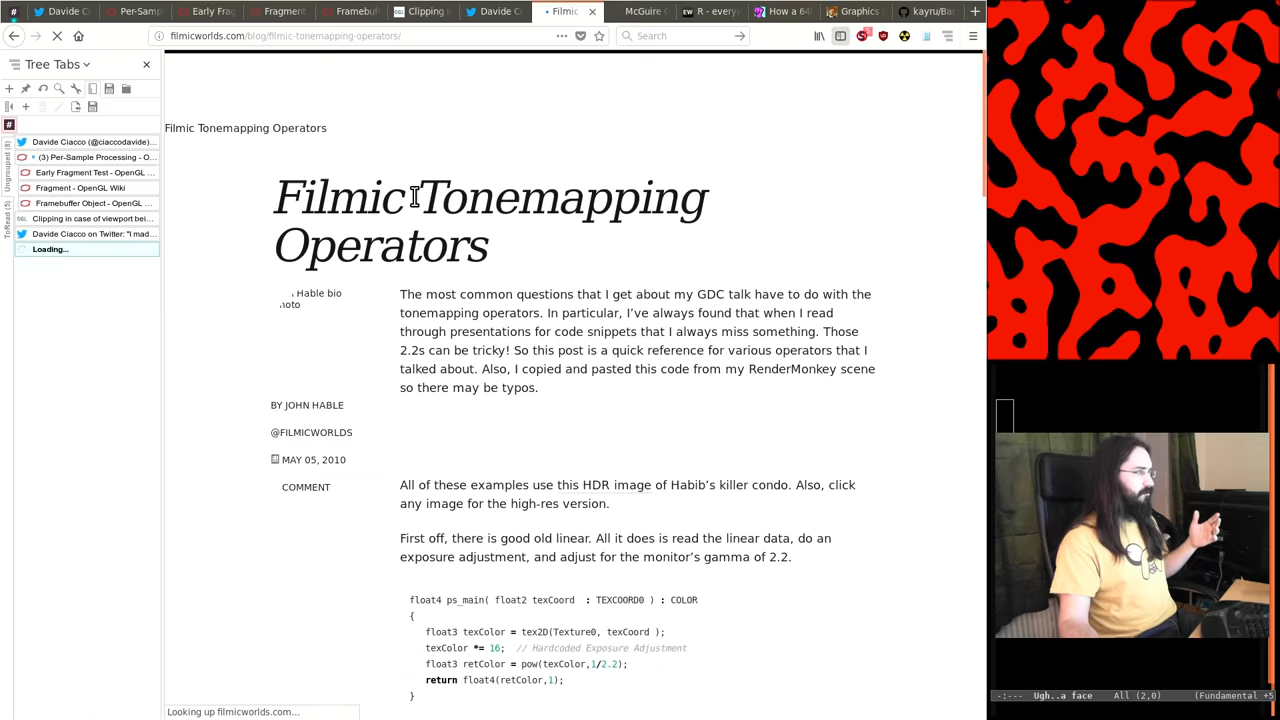 Davide Ci
Per-Samp
Early Frag
Fragment
Framebuf
OGL Clipping
Davide C
Filmic
McGuire
EW R - every
How a 64
Graphics
kayru/Bar
filmicworlds.com/blog/filmic-tonemapping-operators/
Search
Tree Tabs
#
Ungrouped (8)
ToRead (5)
Davide Ciacco (@ciaccodavide)...
(3) Per-Sample Processing - O...
Early Fragment Test - OpenGL ...
Fragment - OpenGL Wiki
Framebuffer Object - OpenGL ...
OGL Clipping in case of viewport bei...
Davide Ciacco on Twitter: "I mad...
Loading...
Filmic Tonemapping Operators
Filmic Tonemapping
Operators
Hable bio
The most common questions that I get about my GDC talk have to do with the
tonemapping operators. In particular, I've always found that when I read
through presentations for code snippets that I always miss something. Those
2.2s can be tricky! So this post is a quick reference for various operators that I
talked about. Also, I copied and pasted this code from my RenderMonkey scene
so there may be typos.
BY JOHN HABLE
@FILMICWORLDS
MAY 05, 2010
COMMENT
All of these examples use this HDR image of Habib's killer condo. Also, click
any image for the high-res version.
First off, there is good old linear. All it does is read the linear data, do an
exposure adjustment, and adjust for the monitor's gamma of 2.2.
float4 ps_main( float2 texCoord  : TEXCOORD0 ) : COLOR
{
float3 texColor = tex2D(Texture0, texCoord );
texColor *= 16;  // Hardcoded Exposure Adjustment
float3 retColor = pow(texColor,1/2.2);
return float4(retColor,1);
}
Looking up filmicworlds.com...
-:--- Ugh..a face All (2,0) (Fundamental +5